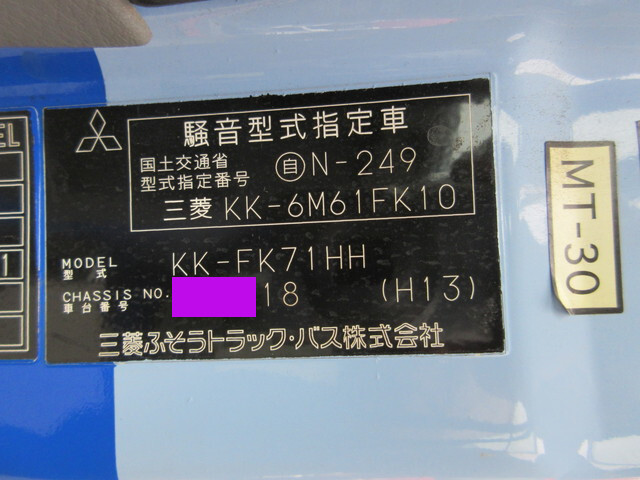 騒音型式指定車
国土交通省
型式指定番号 自N-249
三菱 KK-6M61FK10
MODEL
型式 KK-FK71HH
CHASSIS NO.
車台番号 18 (H13)
三菱ふそうトラック・バス株式会社
MT-30
EL
1